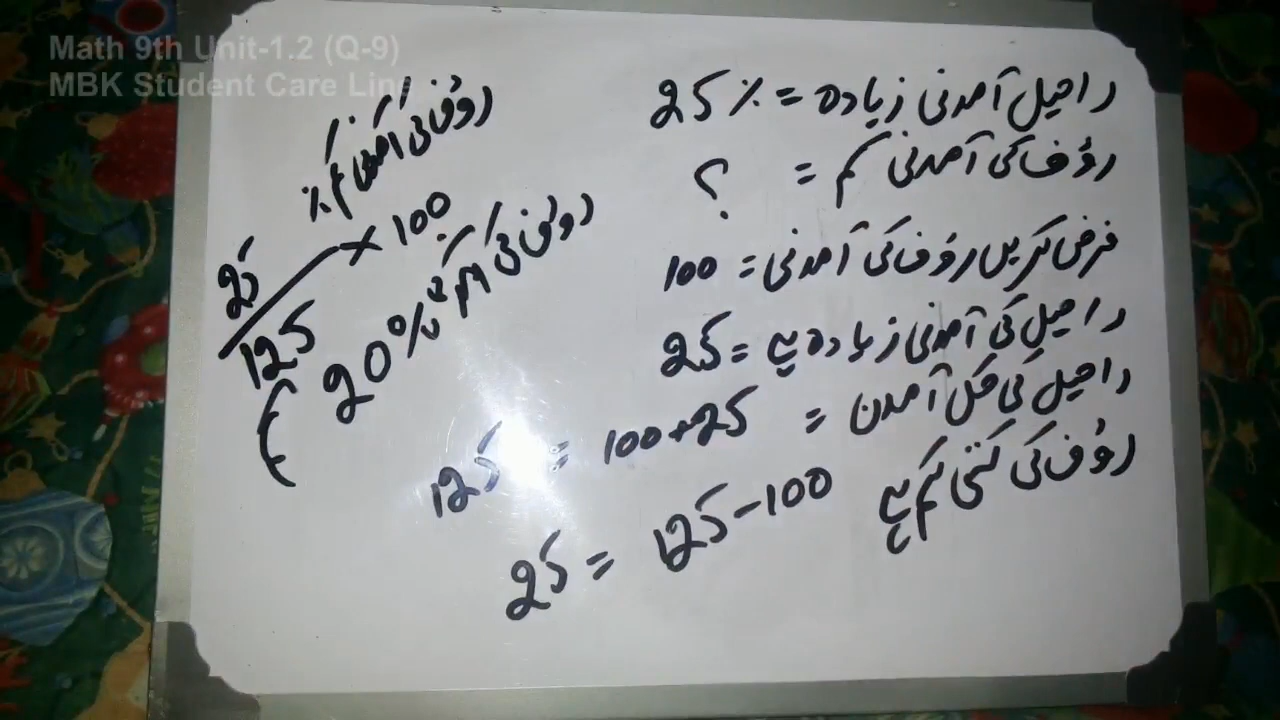 Math 9th Unit-1.2 (Q-9)
MBK Student Care Line
راحیل آمدنی زیادہ = 25%
رؤف کی آمدنی کم = ؟
فرض کریں رؤف کی آمدنی = 100
راحیل کی آمدنی زیادہ ہے = 25
راحیل کی کل آمدن = 100+25 = 125
رؤف کی کتنی کم ہے 125-100 = 25
رؤف کی آمدنی کم %
25/125 × 100
رؤف کی کم ہے 20%